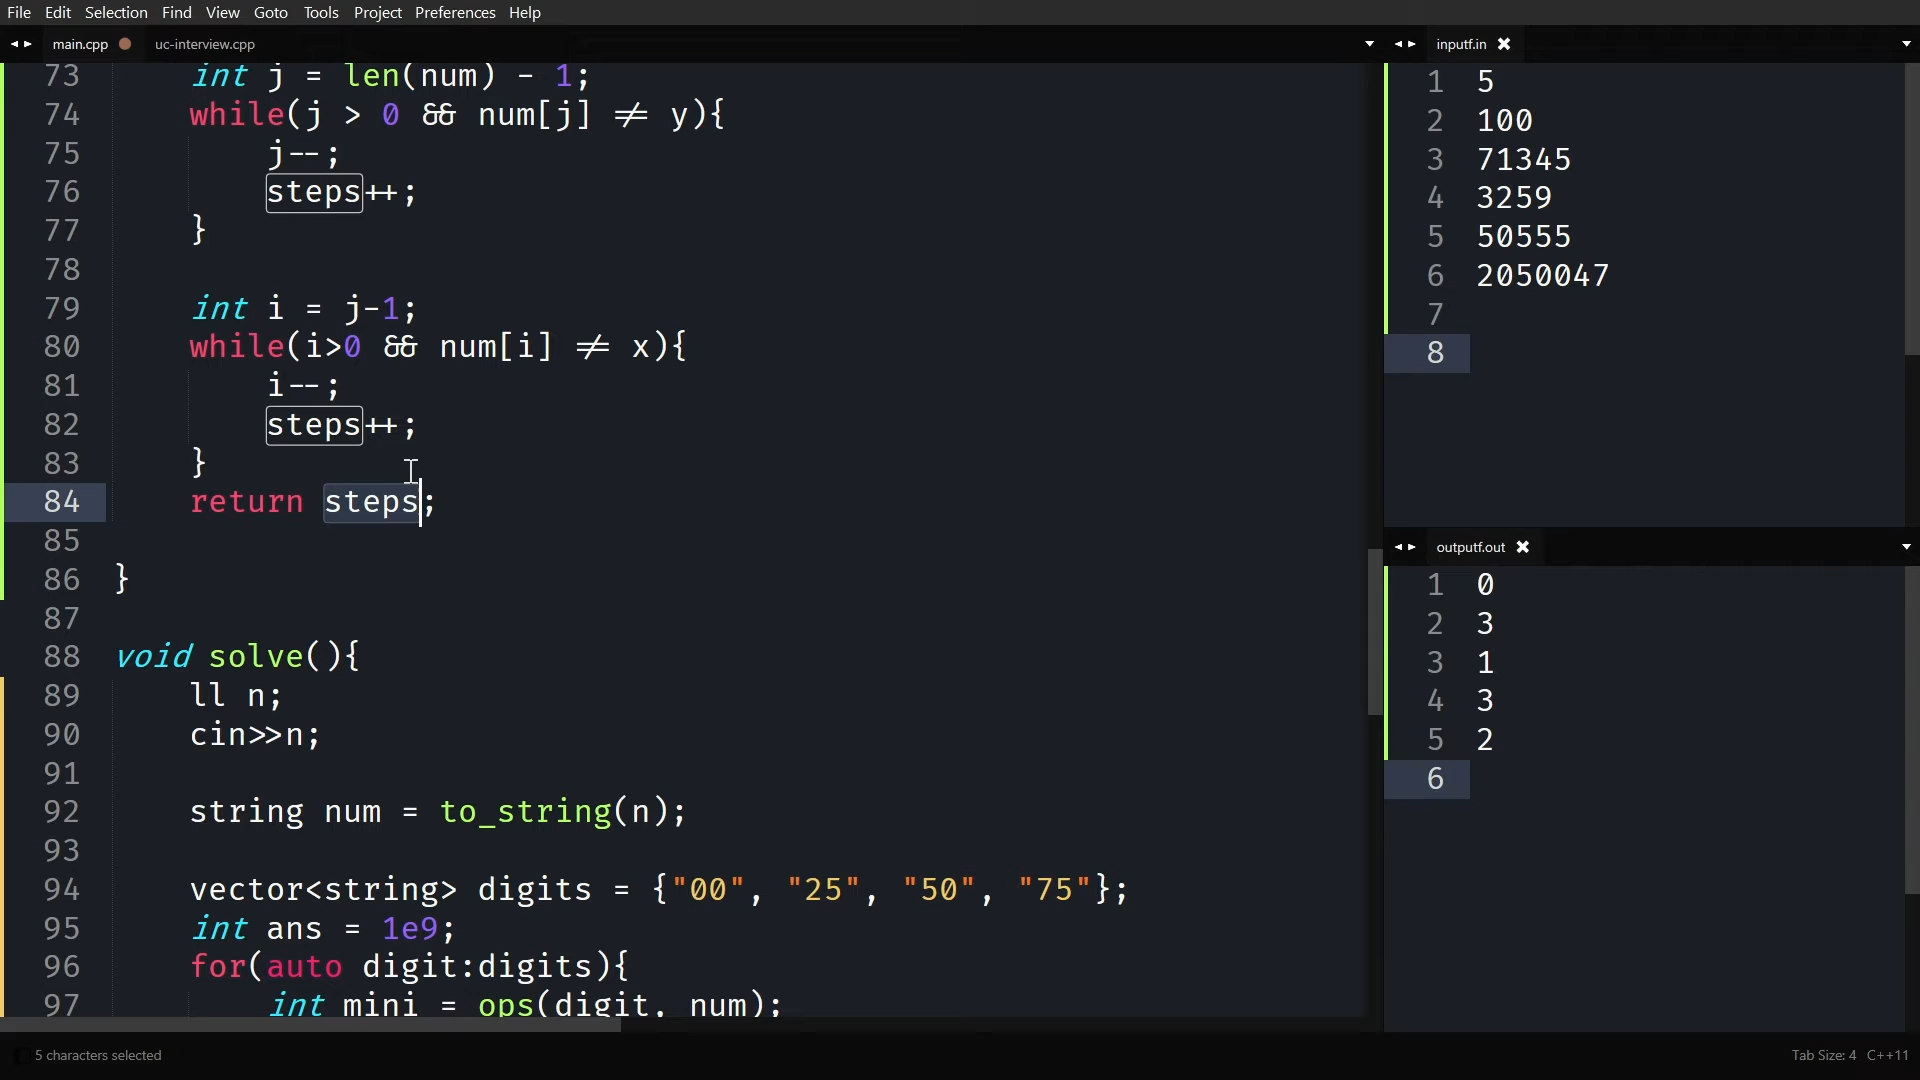 File Edit Selection Find View Goto Tools Project Preferences Help
main.cpp uc-interview.cpp
73 int j = len(num) - 1;
74 while(j > 0 && num[j] != y){
75 j--;
76 steps++;
77 }
78
79 int i = j-1;
80 while(i>0 && num[i] != x){
81 i--;
82 steps++;
83 }
84 return steps;
85
86 }
87
88 void solve(){
89 ll n;
90 cin>>n;
91
92 string num = to_string(n);
93
94 vector<string> digits = {"00", "25", "50", "75"};
95 int ans = 1e9;
96 for(auto digit:digits){
97 int mini = ops(digit, num);
inputf.in
1 5
2 100
3 71345
4 3259
5 50555
6 2050047
7
8
outputf.out
1 0
2 3
3 1
4 3
5 2
6
5 characters selected
Tab Size: 4 C++11